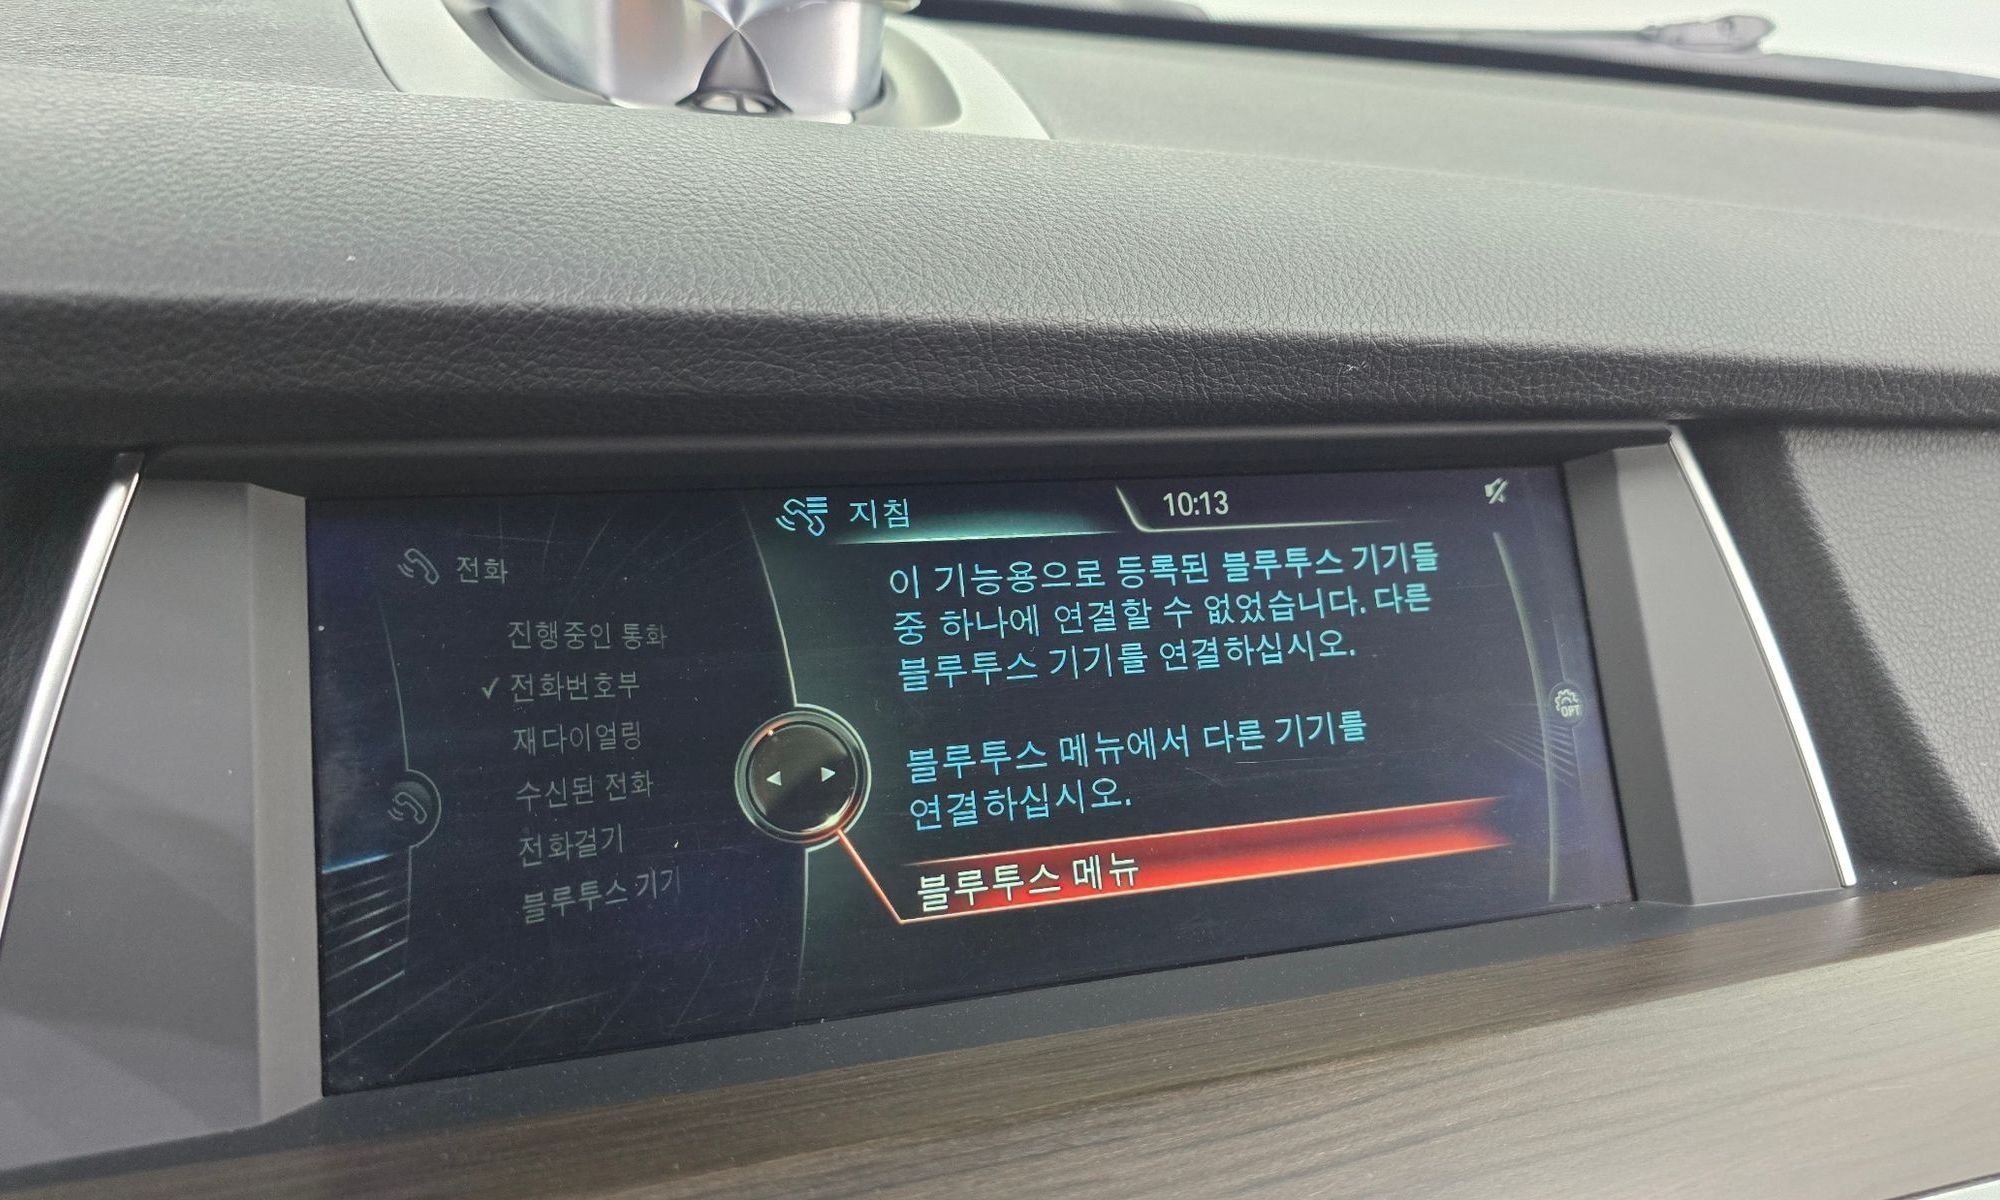 전화
진행중인 통화
✓ 전화번호부
재다이얼링
수신된 전화
전화걸기
블루투스 기기
지침
10:13
이 기능용으로 등록된 블루투스 기기들
중 하나에 연결할 수 없었습니다. 다른
블루투스 기기를 연결하십시오.
블루투스 메뉴에서 다른 기기를
연결하십시오.
블루투스 메뉴
OPT